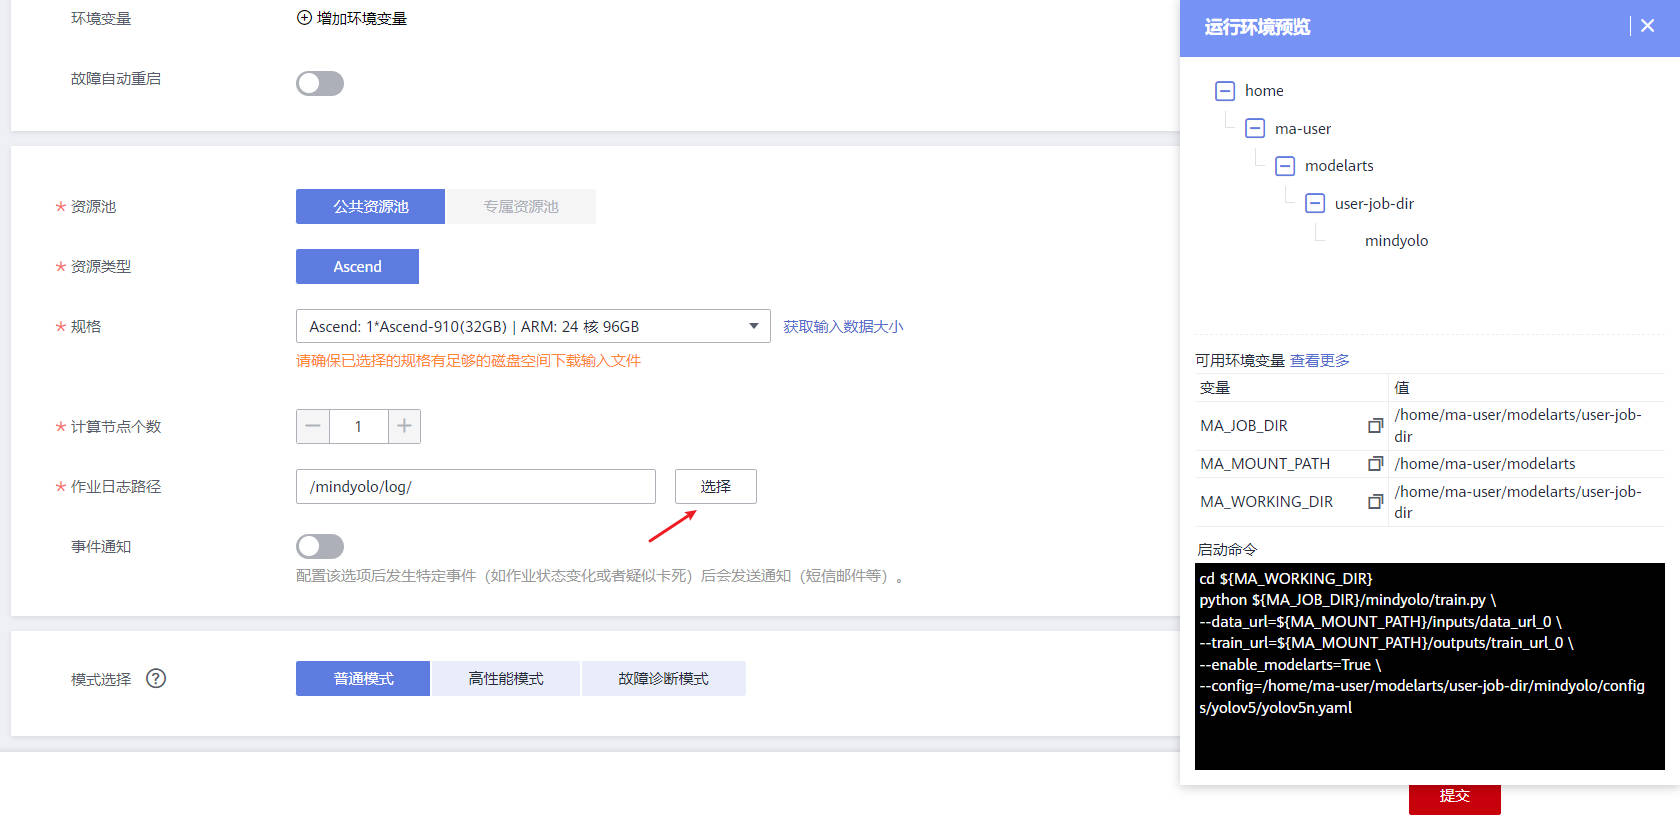 环境变量
增加环境变量
故障自动重启
* 资源池
公共资源池
专属资源池
* 资源类型
Ascend
* 规格
Ascend: 1*Ascend-910(32GB) | ARM: 24 核 96GB
获取输入数据大小
请确保已选择的规格有足够的磁盘空间下载输入文件
* 计算节点个数
1
* 作业日志路径
/mindyolo/log/
选择
事件通知
配置该选项后发生特定事件（如作业状态变化或者疑似卡死）后会发送通知（短信邮件等）。
模式选择
普通模式
高性能模式
故障诊断模式
运行环境预览
home
ma-user
modelarts
user-job-dir
mindyolo
可用环境变量 查看更多
变量
值
MA_JOB_DIR
/home/ma-user/modelarts/user-job-
dir
MA_MOUNT_PATH
/home/ma-user/modelarts
MA_WORKING_DIR
/home/ma-user/modelarts/user-job-
dir
启动命令
cd ${MA_WORKING_DIR}
python ${MA_JOB_DIR}/mindyolo/train.py \
--data_url=${MA_MOUNT_PATH}/inputs/data_url_0 \
--train_url=${MA_MOUNT_PATH}/outputs/train_url_0 \
--enable_modelarts=True \
--config=/home/ma-user/modelarts/user-job-dir/mindyolo/config
s/yolov5/yolov5n.yaml
提交